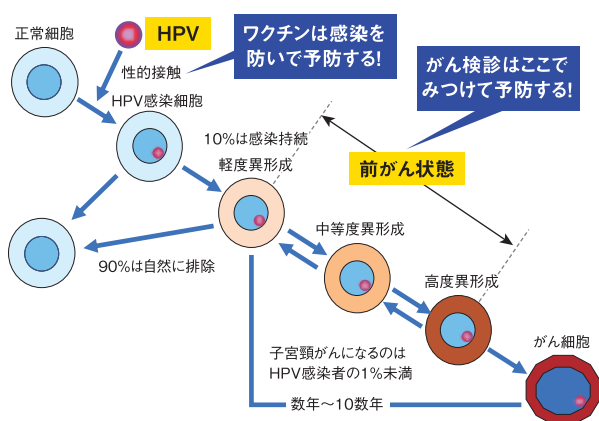 正常細胞
HPV
ワクチンは感染を
防いで予防する!
性的接触
がん検診はここで
みつけて予防する!
HPV感染細胞
10%は感染持続
軽度異形成
前がん状態
中等度異形成
90%は自然に排除
高度異形成
がん細胞
子宮頸がんになるのは
HPV感染者の1%未満
数年〜10数年